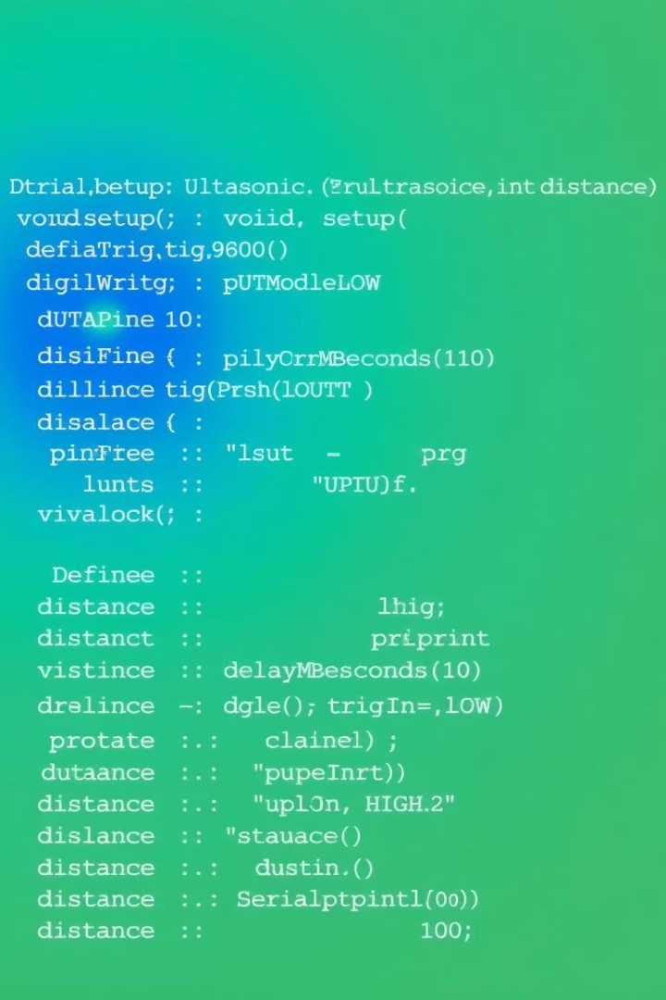 Dtrial,betup: Ultasonic. (Frultrasoice, int distance)
voudsetup(; : voiid, setup(
defiaTrig.tig.9600()
digilWritg; : pUTModleLOW
dUTAPine 10:
disiFine { : pilyOrrMBeconds(110)
dillince tig(Prsh(lOUTT )
disalace { :
pinFree :: "lsut – prg
lunts :: "UPTU)f.
vivalock(; :
Definee ::
distance :: lhig;
distanct :: priprint
vistince :: delayMBesconds(10)
drelince –: dgle(); trigIn=,lOW)
protate :.: clainel) ;
dutaance :.: "pupeInrt))
distance :.: "uplOn, HIGH.2"
dislance :: "stauace()
distance :.: dustin.()
distance :.: Serialptpintl(00))
distance :: 100;